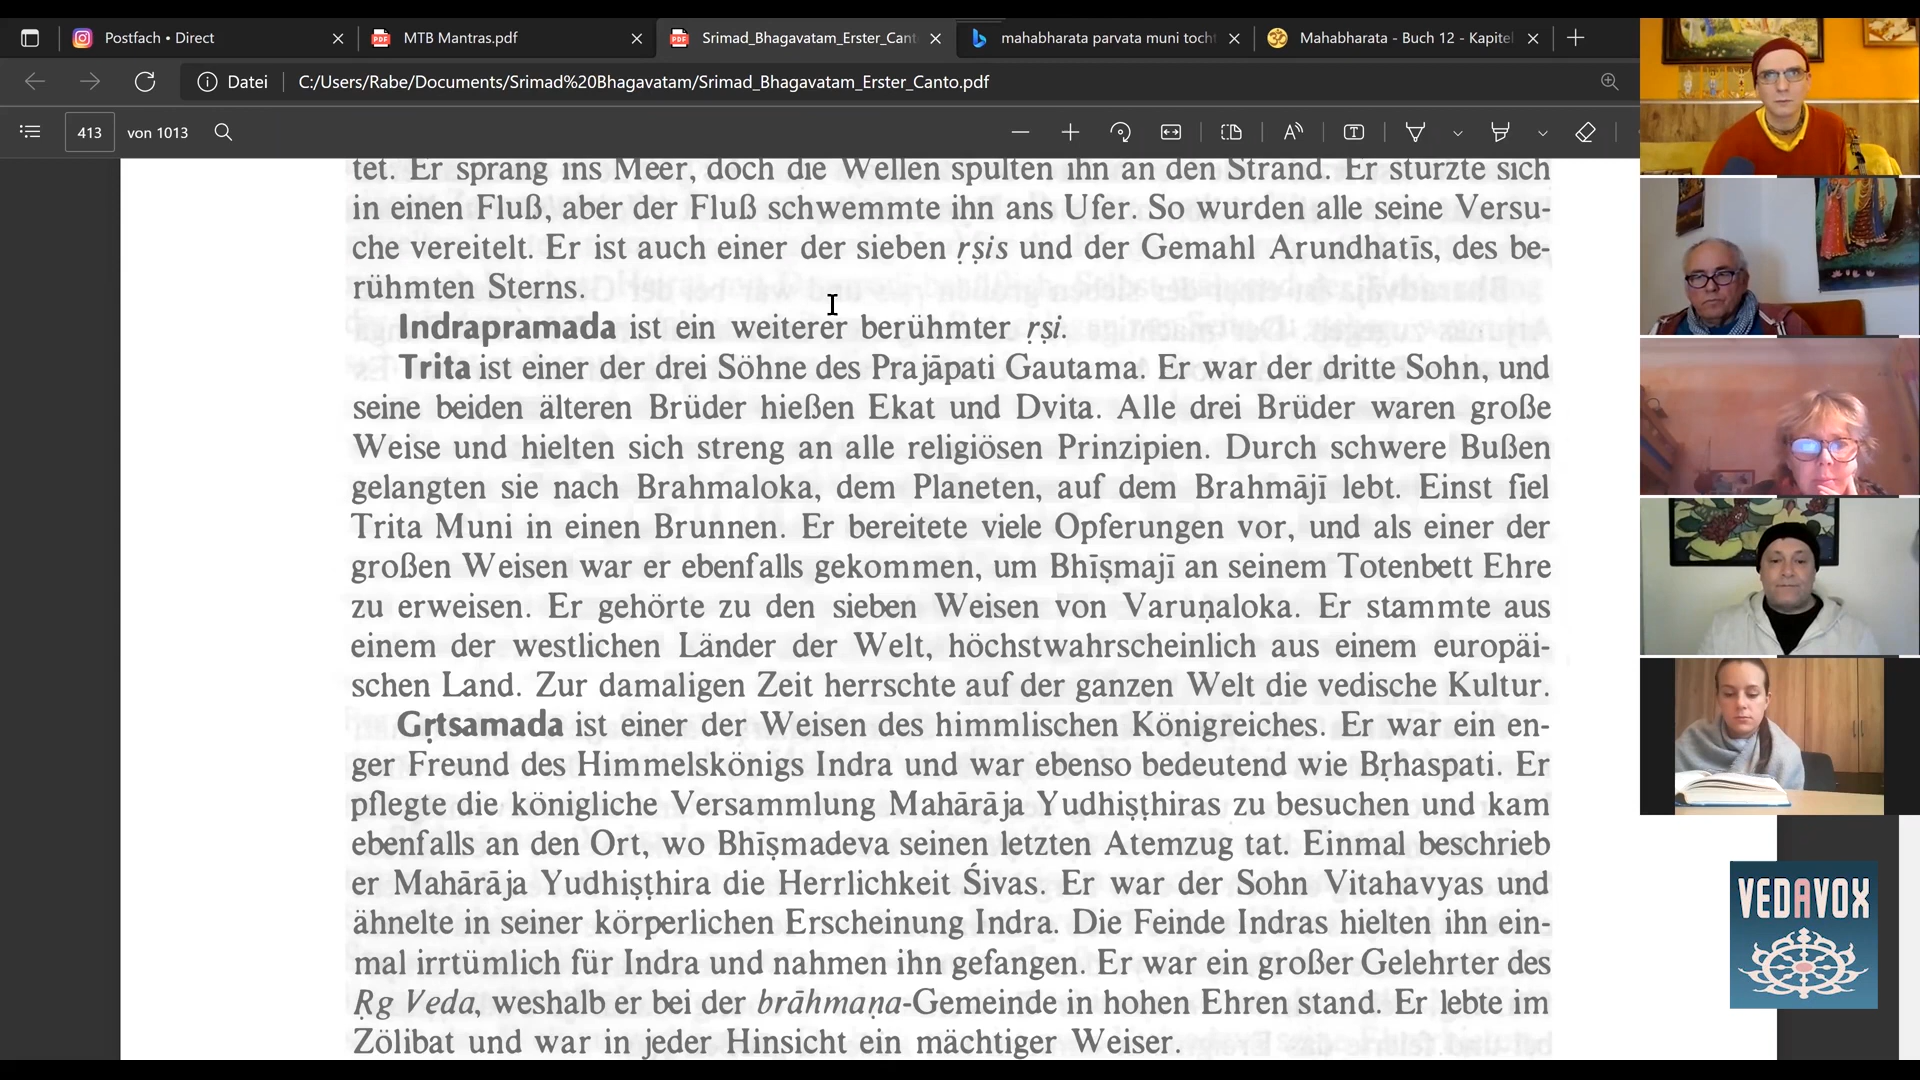 Postfach • Direct
MTB Mantras.pdf
Srimad_Bhagavatam_Erster_Cant
mahabharata parvata muni tocht
Mahabharata - Buch 12 - Kapitel
Datei
C:/Users/Rabe/Documents/Srimad%20Bhagavatam/Srimad_Bhagavatam_Erster_Canto.pdf
413 von 1013
tet. Er sprang ins Meer, doch die Wellen spülten ihn an den Strand. Er stürzte sich
in einen Fluß, aber der Fluß schwemmte ihn ans Ufer. So wurden alle seine Versu-
che vereitelt. Er ist auch einer der sieben ṛṣis und der Gemahl Arundhatīs, des be-
rühmten Sterns.
Indrapramada ist ein weiterer berühmter ṛṣi.
Trita ist einer der drei Söhne des Prajāpati Gautama. Er war der dritte Sohn, und
seine beiden älteren Brüder hießen Ekat und Dvita. Alle drei Brüder waren große
Weise und hielten sich streng an alle religiösen Prinzipien. Durch schwere Bußen
gelangten sie nach Brahmaloka, dem Planeten, auf dem Brahmājī lebt. Einst fiel
Trita Muni in einen Brunnen. Er bereitete viele Opferungen vor, und als einer der
großen Weisen war er ebenfalls gekommen, um Bhīṣmajī an seinem Totenbett Ehre
zu erweisen. Er gehörte zu den sieben Weisen von Varuṇaloka. Er stammte aus
einem der westlichen Länder der Welt, höchstwahrscheinlich aus einem europäi-
schen Land. Zur damaligen Zeit herrschte auf der ganzen Welt die vedische Kultur.
Gṛtsamada ist einer der Weisen des himmlischen Königreiches. Er war ein en-
ger Freund des Himmelskönigs Indra und war ebenso bedeutend wie Bṛhaspati. Er
pflegte die königliche Versammlung Mahārāja Yudhiṣṭhiras zu besuchen und kam
ebenfalls an den Ort, wo Bhīṣmadeva seinen letzten Atemzug tat. Einmal beschrieb
er Mahārāja Yudhiṣṭhira die Herrlichkeit Śivas. Er war der Sohn Vitahavyas und
ähnelte in seiner körperlichen Erscheinung Indra. Die Feinde Indras hielten ihn ein-
mal irrtümlich für Indra und nahmen ihn gefangen. Er war ein großer Gelehrter des
Ṛg Veda, weshalb er bei der brāhmaṇa-Gemeinde in hohen Ehren stand. Er lebte im
Zölibat und war in jeder Hinsicht ein mächtiger Weiser.
VEDAVOX